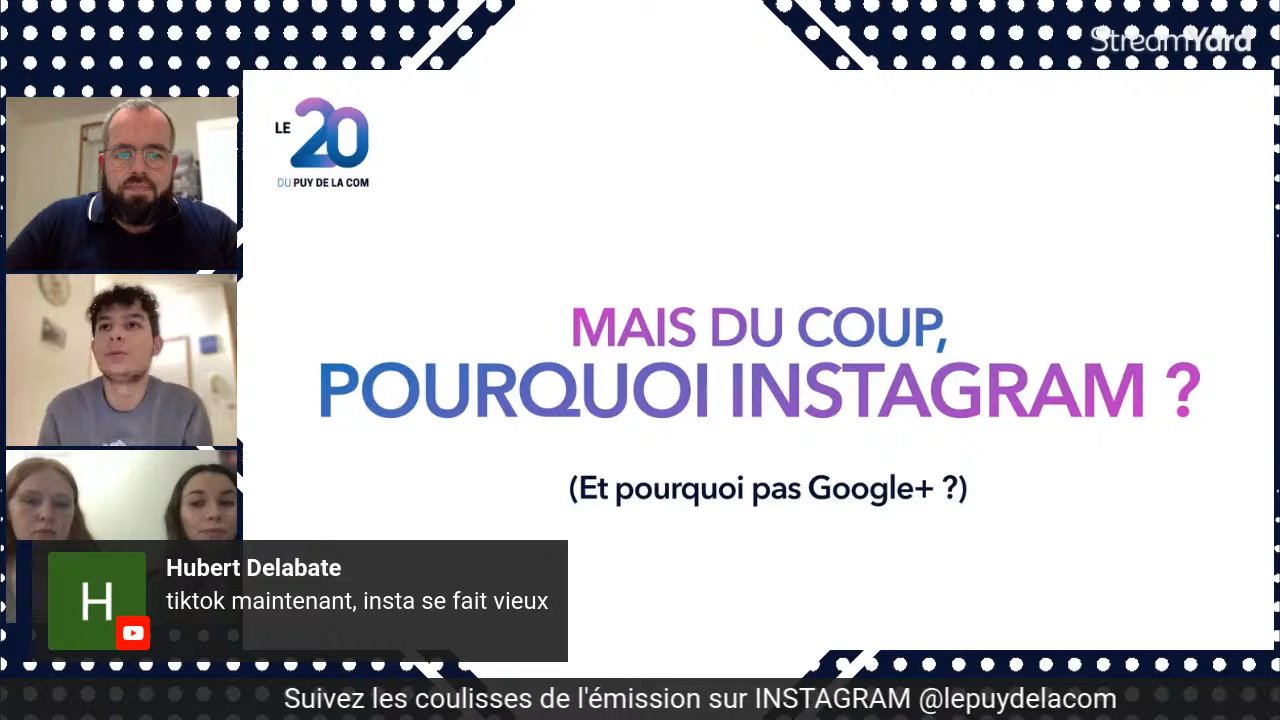 StreamYard
LE 20
DU PUY DE LA COM
MAIS DU COUP,
POURQUOI INSTAGRAM ?
(Et pourquoi pas Google+ ?)
H
Hubert Delabate
tiktok maintenant, insta se fait vieux
Suivez les coulisses de l'émission sur INSTAGRAM @lepuydelacom